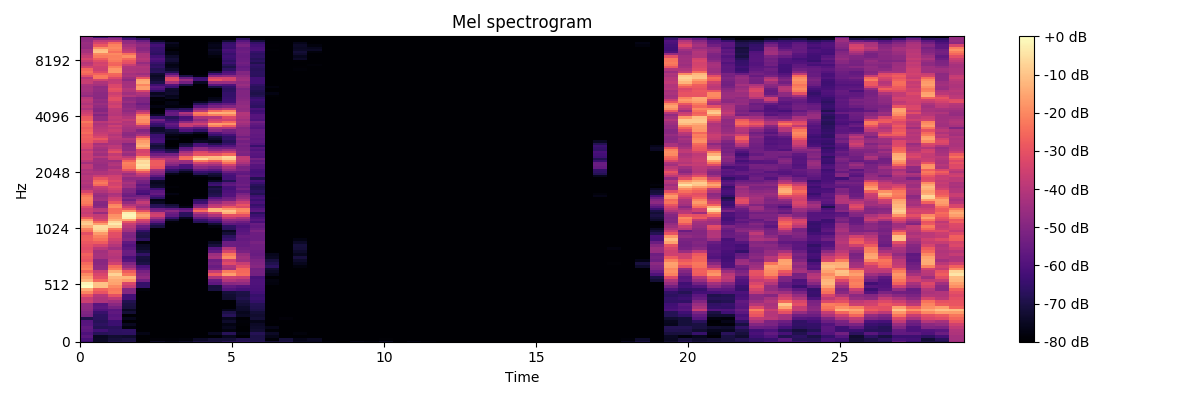 Mel spectrogram
+0 dB
8192
-10 dB
4096
-20 dB
-30 dB
2048
-40 dB
Hz
1024
-50 dB
-60 dB
512
-70 dB
0
-80 dB
0 5 10 15 20 25
Time